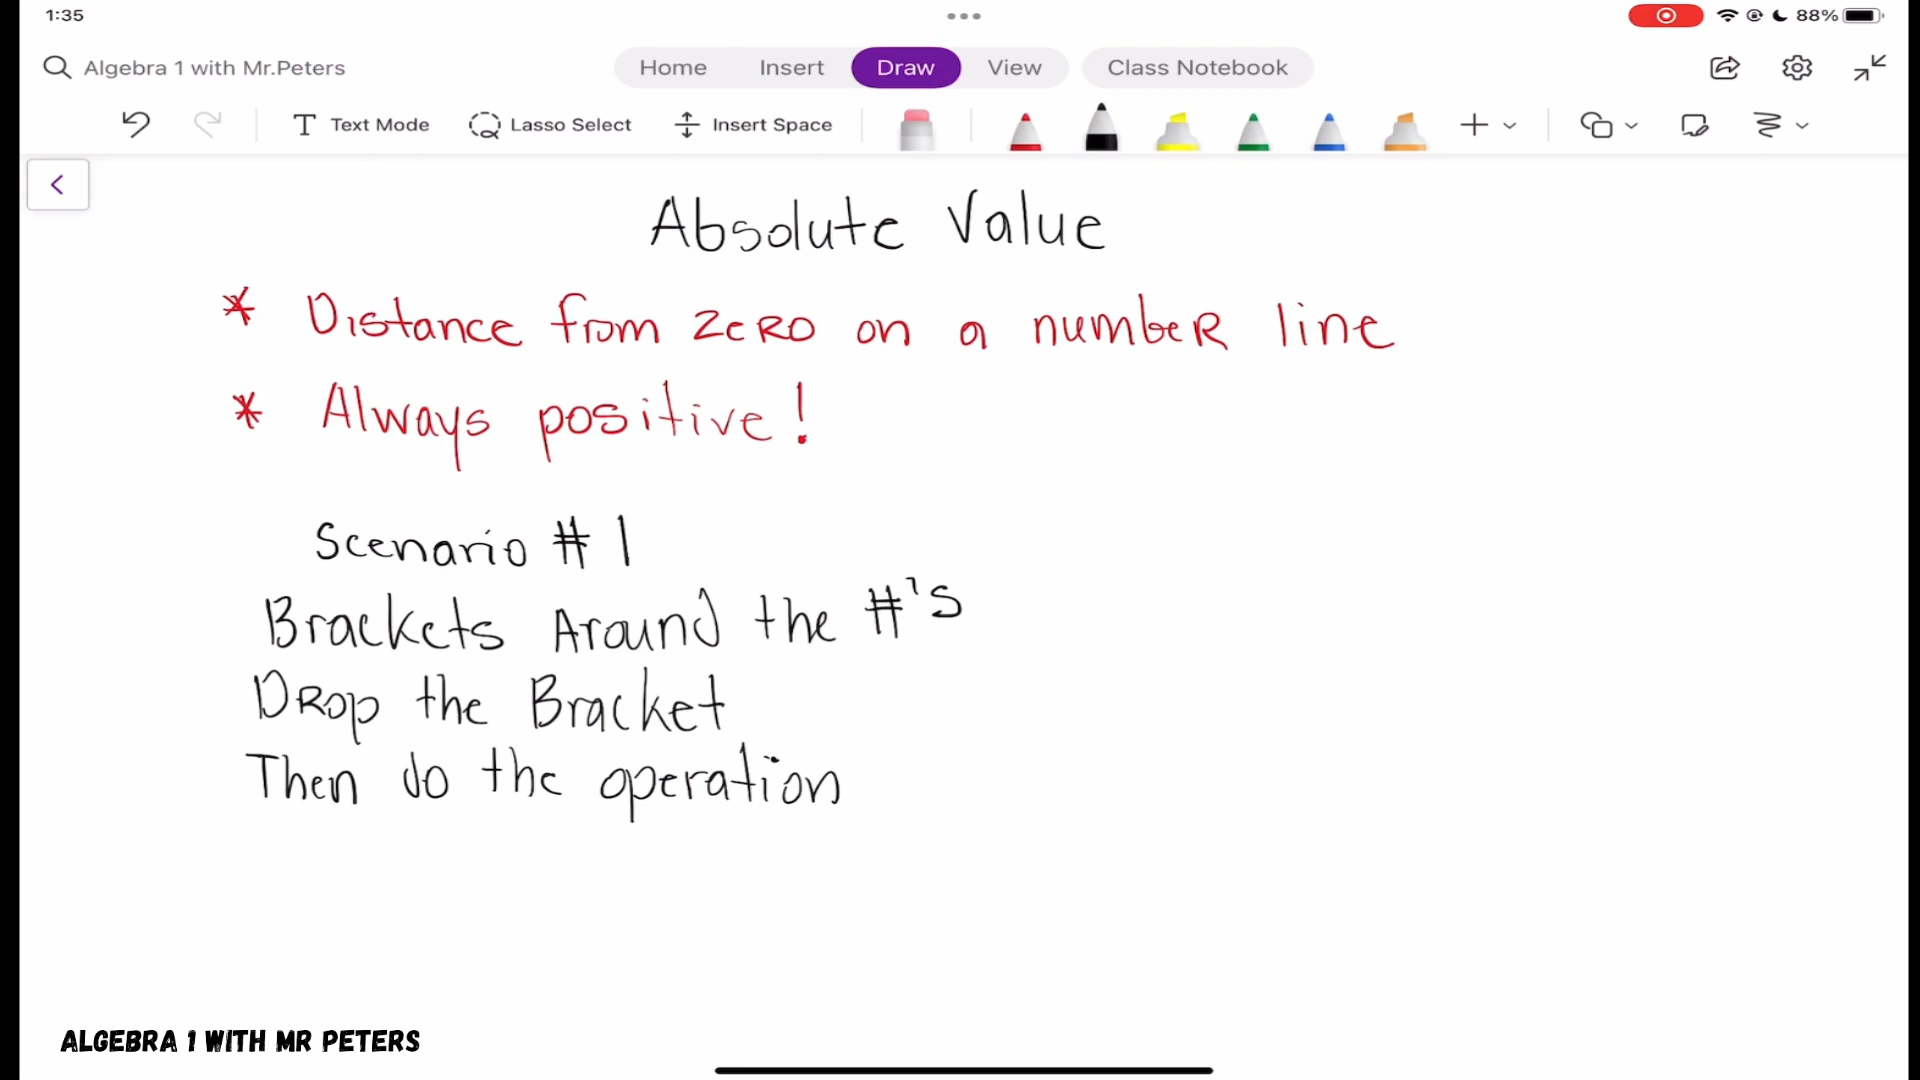 1:35
88%
Algebra 1 with Mr.Peters
Home Insert Draw View Class Notebook
Text Mode Lasso Select Insert Space
Absolute Value
* Distance from zero on a number line
* Always positive!
Scenario #1
Brackets Around the #'s
Drop the Bracket
Then do the operation
ALGEBRA 1 WITH MR PETERS